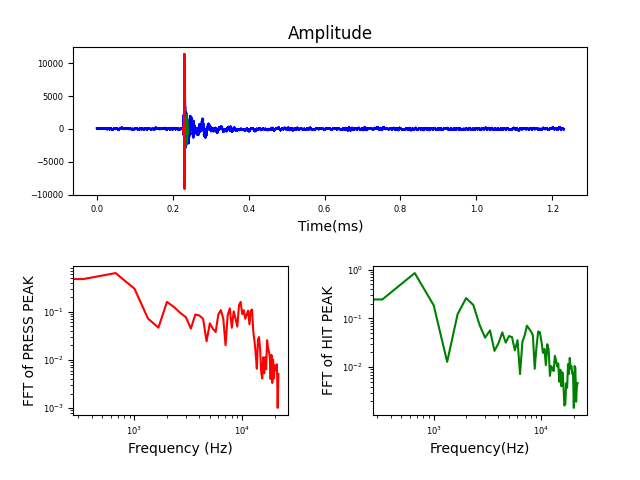 Amplitude
10000
5000
0
−5000
−10000
0.0 0.2 0.4 0.6 0.8 1.0 1.2
Time(ms)
FFT of PRESS PEAK
10⁻¹
10⁻²
10⁻³
10³ 10⁴
Frequency (Hz)
FFT of HIT PEAK
10⁰
10⁻¹
10⁻²
10³ 10⁴
Frequency(Hz)